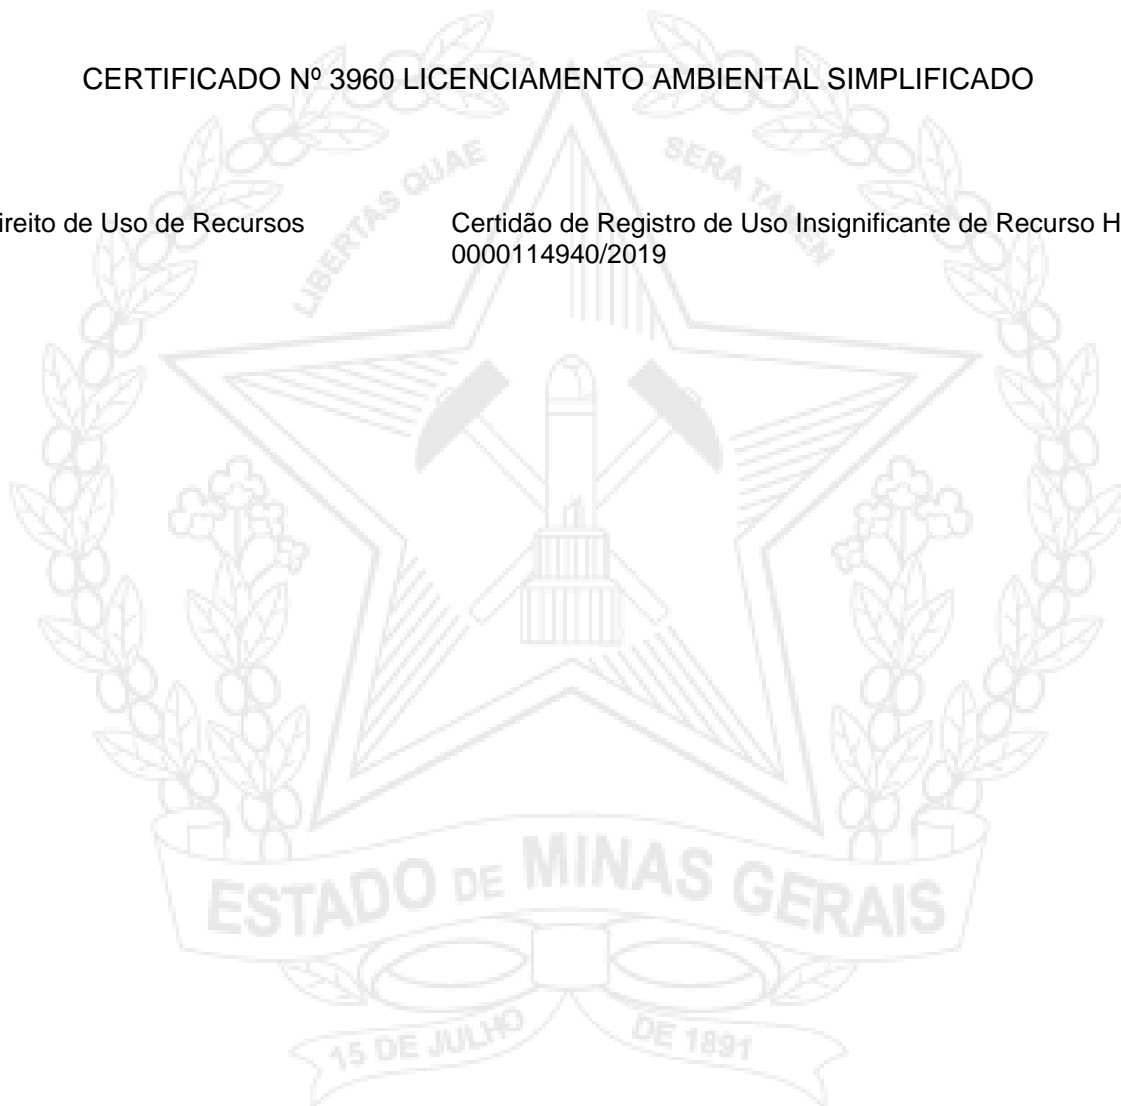 CERTIFICADO Nº 3960 LICENCIAMENTO AMBIENTAL SIMPLIFICADO
LIBERTAS QUAE SERA TAMEN
ireito de Uso de Recursos Certidão de Registro de Uso Insignificante de Recurso H
0000114940/2019
ESTADO DE MINAS GERAIS
15 DE JULHO DE 1891